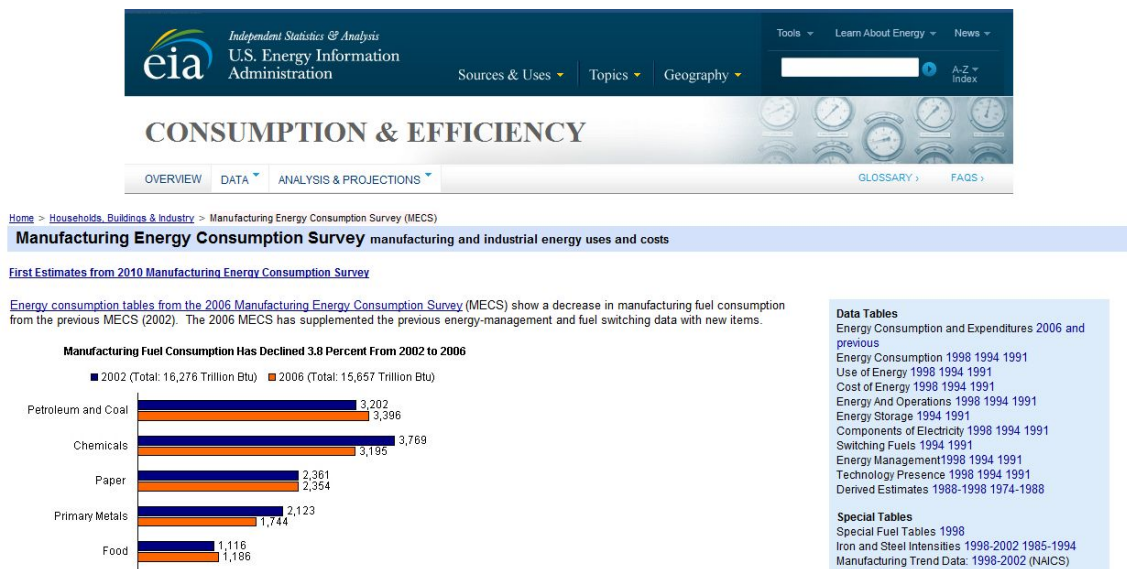 eia
Independent Statistics & Analysis
U.S. Energy Information
Administration
Sources & Uses
Topics
Geography
Tools
Learn About Energy
News
A-Z
Index
CONSUMPTION & EFFICIENCY
OVERVIEW
DATA
ANALYSIS & PROJECTIONS
GLOSSARY ›
FAQS ›
Home > Households, Buildings & Industry > Manufacturing Energy Consumption Survey (MECS)
Manufacturing Energy Consumption Survey manufacturing and industrial energy uses and costs
First Estimates from 2010 Manufacturing Energy Consumption Survey
Energy consumption tables from the 2006 Manufacturing Energy Consumption Survey (MECS) show a decrease in manufacturing fuel consumption
from the previous MECS (2002). The 2006 MECS has supplemented the previous energy-management and fuel switching data with new items.
Manufacturing Fuel Consumption Has Declined 3.8 Percent From 2002 to 2006
2002 (Total: 16,276 Trillion Btu) 2006 (Total: 15,657 Trillion Btu)
Petroleum and Coal
3,202
3,396
Chemicals
3,769
3,195
Paper
2,361
2,354
Primary Metals
2,123
1,744
Food
1,116
1,186
Data Tables
Energy Consumption and Expenditures 2006 and
previous
Energy Consumption 1998 1994 1991
Use of Energy 1998 1994 1991
Cost of Energy 1998 1994 1991
Energy And Operations 1998 1994 1991
Energy Storage 1994 1991
Components of Electricity 1998 1994 1991
Switching Fuels 1994 1991
Energy Management1998 1994 1991
Technology Presence 1998 1994 1991
Derived Estimates 1988-1998 1974-1988
Special Tables
Special Fuel Tables 1998
Iron and Steel Intensities 1998-2002 1985-1994
Manufacturing Trend Data: 1998-2002 (NAICS)